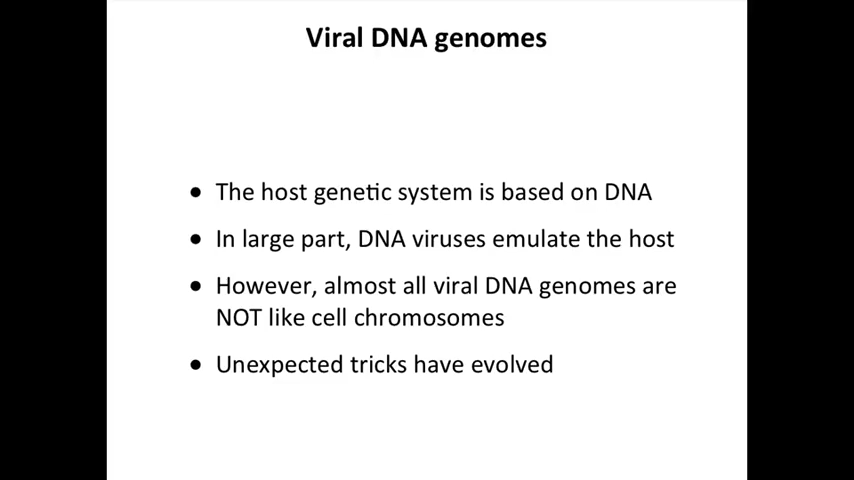 Viral DNA genomes
● The host genetic system is based on DNA
● In large part, DNA viruses emulate the host
● However, almost all viral DNA genomes are
NOT like cell chromosomes
● Unexpected tricks have evolved